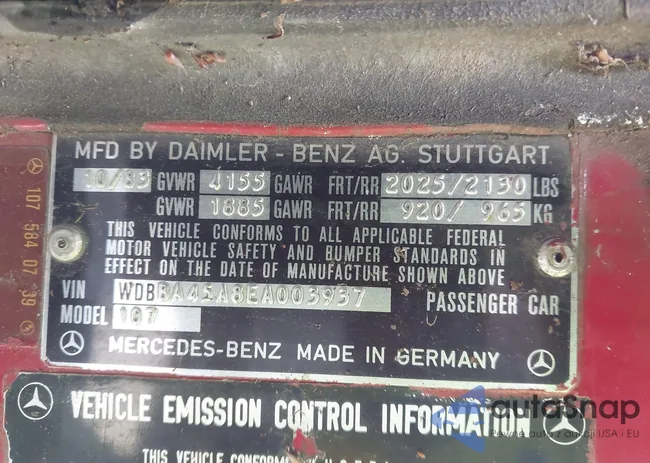 MFD BY DAIMLER - BENZ AG. STUTTGART
10/83 GVWR 4155 GAWR FRT/RR 2025/2130 LBS
GVWR 1885 GAWR FRT/RR 920/ 965 KG
THIS VEHICLE CONFORMS TO ALL APPLICABLE FEDERAL
MOTOR VEHICLE SAFETY AND BUMPER STANDARDS IN
EFFECT ON THE DATE OF MANUFACTURE SHOWN ABOVE
VIN WDBBA45A8EA003937 PASSENGER CAR
MODEL 107
MERCEDES-BENZ MADE IN GERMANY
107 584 07 39
VEHICLE EMISSION CONTROL INFORMATION
THIS VEHICLE CONFORMS
autoSnap